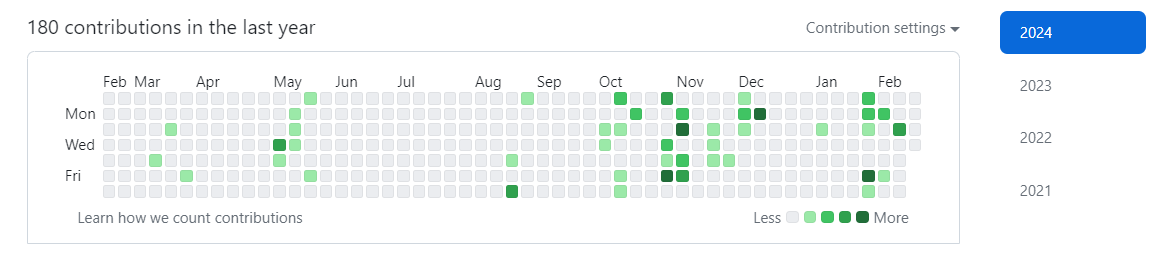 180 contributions in the last year
Contribution settings
2024
Feb Mar Apr May Jun Jul Aug Sep Oct Nov Dec Jan Feb
2023
Mon
2022
Wed
Fri
2021
Learn how we count contributions
Less More